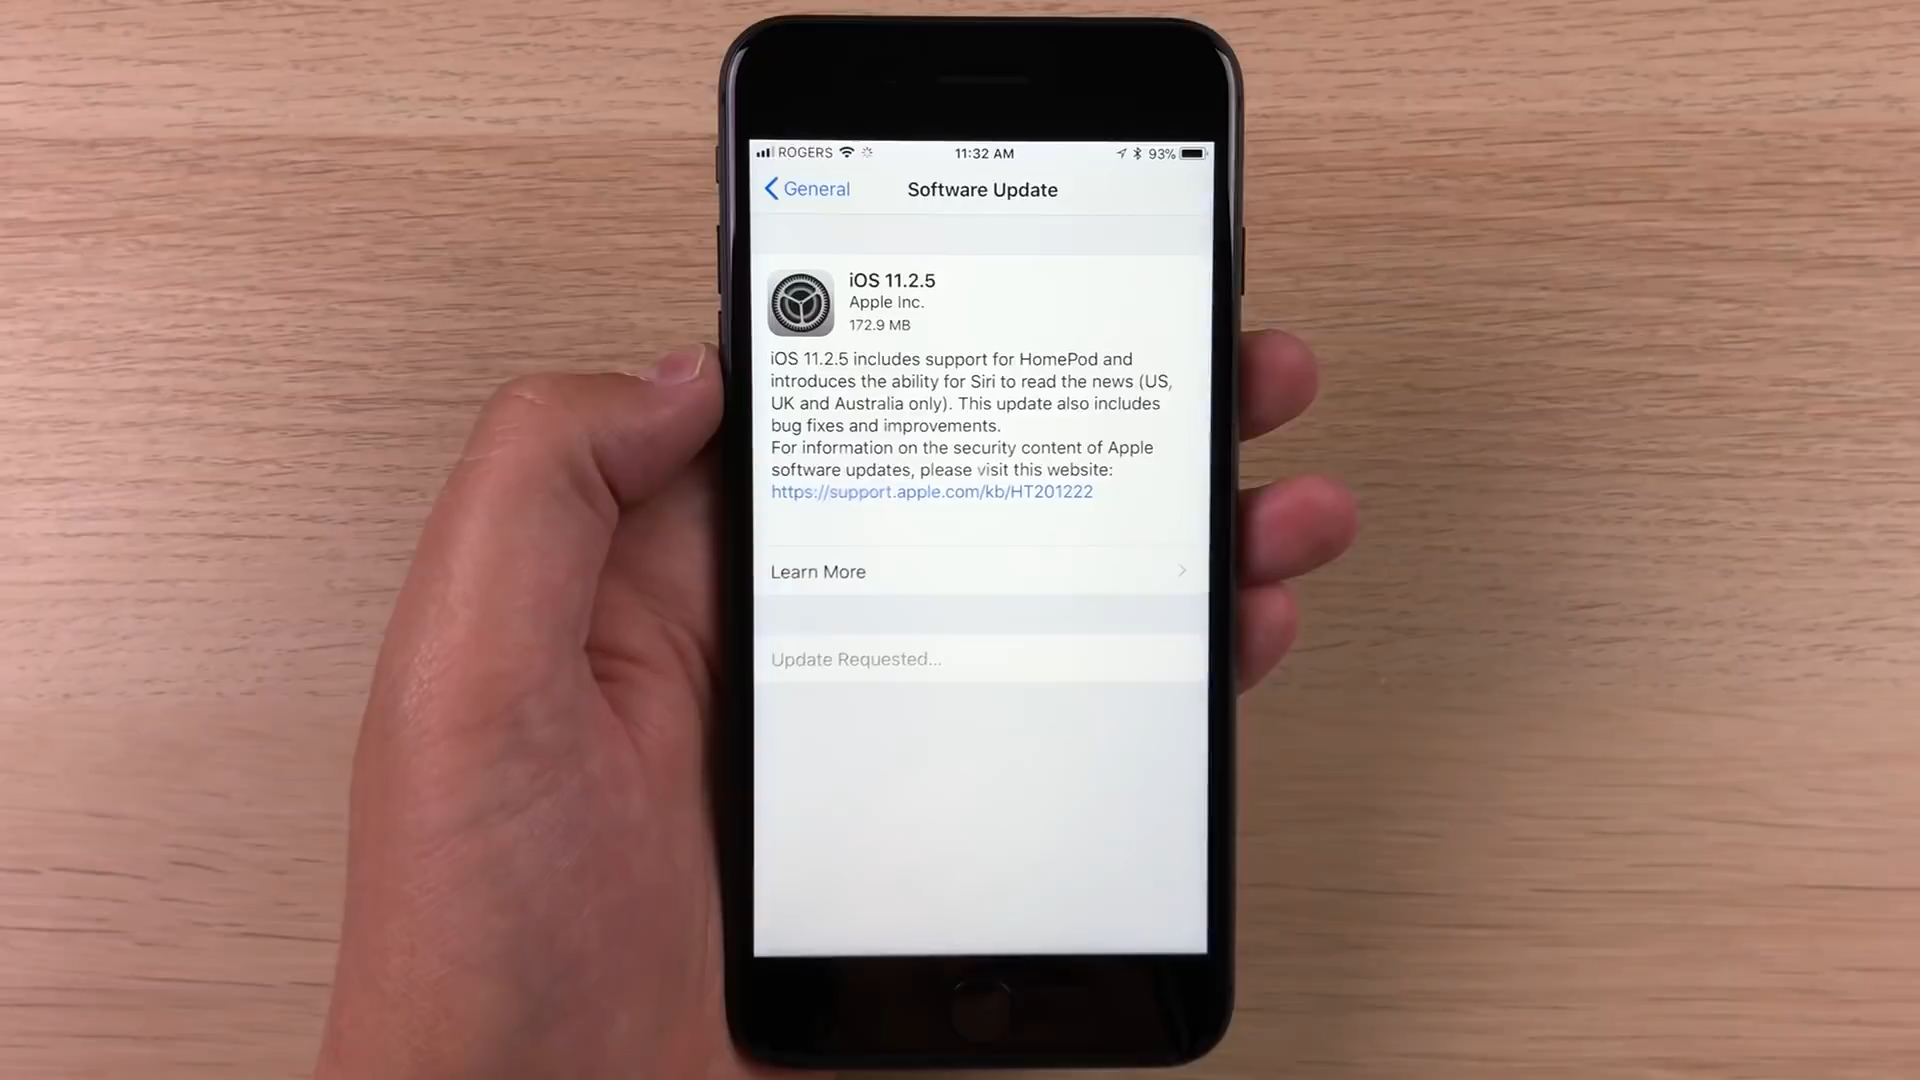 ROGERS 11:32 AM 93%
General Software Update
iOS 11.2.5
Apple Inc.
172.9 MB
iOS 11.2.5 includes support for HomePod and
introduces the ability for Siri to read the news (US,
UK and Australia only). This update also includes
bug fixes and improvements.
For information on the security content of Apple
software updates, please visit this website:
https://support.apple.com/kb/HT201222
Learn More
Update Requested...